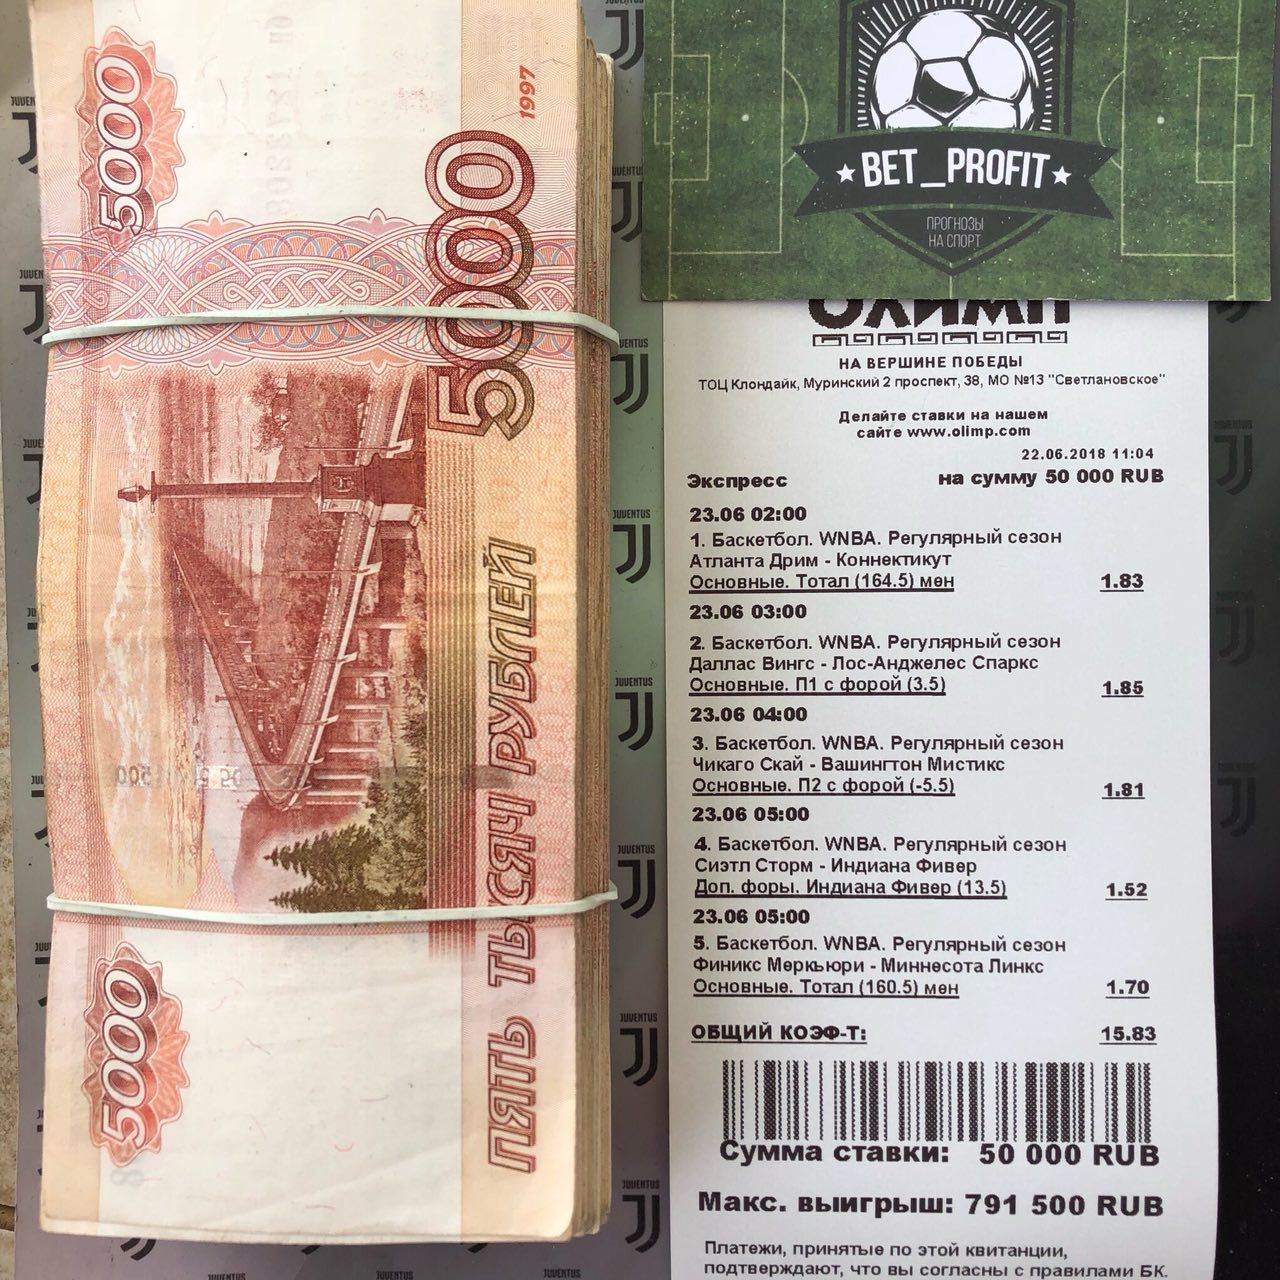 5000
1997
5000
ПЯТЬ ТЫСЯЧ РУБЛЕЙ
5000
JUVENTUS
BET_PROFIT
ПРОГНОЗЫ
НА СПОРТ
ОЛИМП
НА ВЕРШИНЕ ПОБЕДЫ
ТОЦ Клондайк, Муринский 2 проспект, 38, МО №13 "Светлановское"
Делайте ставки на нашем
сайте www.olimp.com
22.06.2018 11:04
Экспресс на сумму 50 000 RUB
23.06 02:00
1. Баскетбол. WNBA. Регулярный сезон
Атланта Дрим - Коннектикут
Основные. Тотал (164.5) мен 1.83
23.06 03:00
2. Баскетбол. WNBA. Регулярный сезон
Даллас Вингс - Лос-Анджелес Спаркс
Основные. П1 с форой (3.5) 1.85
23.06 04:00
3. Баскетбол. WNBA. Регулярный сезон
Чикаго Скай - Вашингтон Мистикс
Основные. П2 с форой (-5.5) 1.81
23.06 05:00
4. Баскетбол. WNBA. Регулярный сезон
Сиэтл Сторм - Индиана Фивер
Доп. форы. Индиана Фивер (13.5) 1.52
23.06 05:00
5. Баскетбол. WNBA. Регулярный сезон
Финикс Меркьюри - Миннесота Линкс
Основные. Тотал (160.5) мен 1.70
ОБЩИЙ КОЭФ-Т: 15.83
Сумма ставки: 50 000 RUB
Макс. выигрыш: 791 500 RUB
Платежи, принятые по этой квитанции,
подтверждают, что вы согласны с правилами БК.